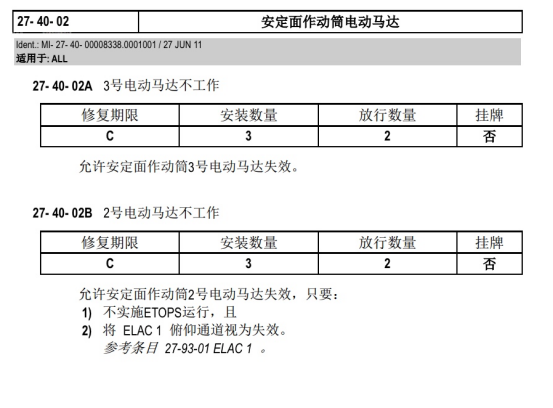 27- 40- 02 安定面作动筒电动马达
Ident.: MI- 27- 40- 00008338.0001001 / 27 JUN 11
适用于: ALL
27- 40- 02A 3号电动马达不工作
修复期限 安装数量 放行数量 挂牌
C 3 2 否
允许安定面作动筒3号电动马达失效。
27- 40- 02B 2号电动马达不工作
修复期限 安装数量 放行数量 挂牌
C 3 2 否
允许安定面作动筒2号电动马达失效，只要：
1) 不实施ETOPS运行，且
2) 将 ELAC 1 俯仰通道视为失效。
参考条目 27-93-01 ELAC 1 。